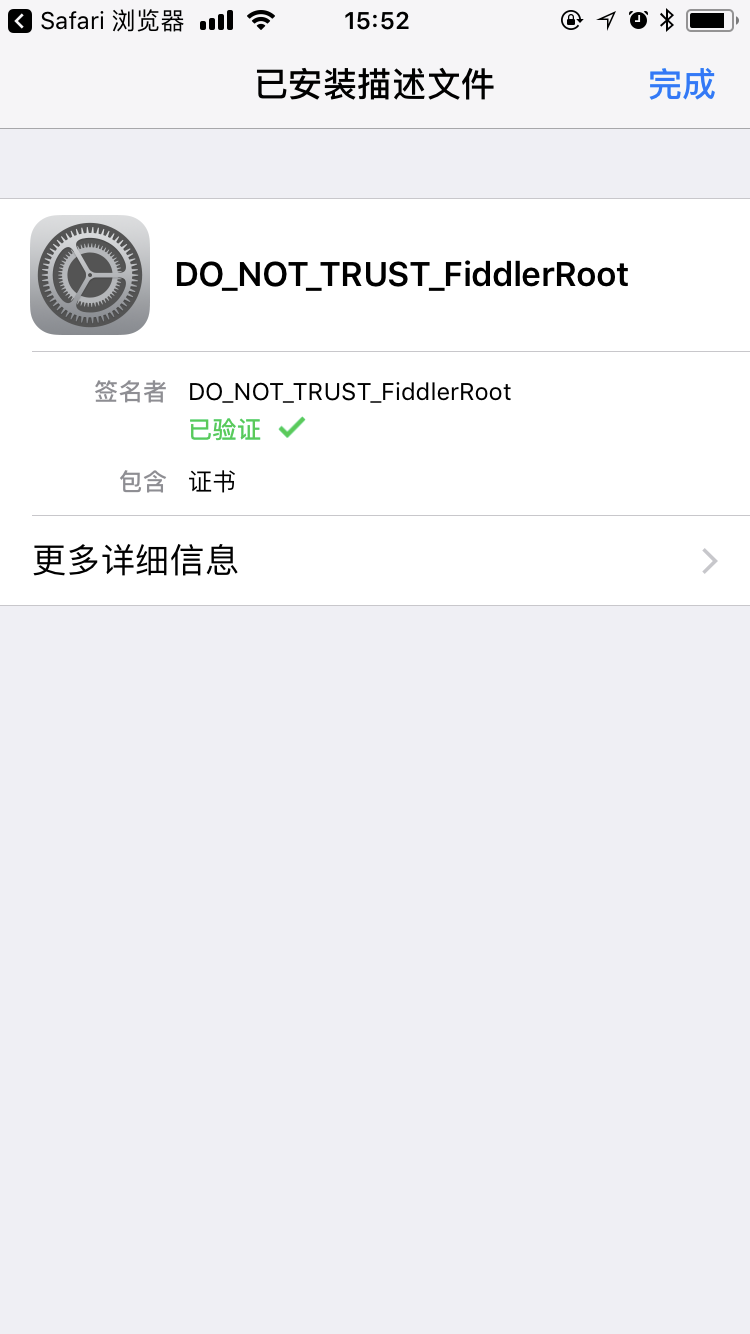 Safari 浏览器 15:52
已安装描述文件 完成
DO_NOT_TRUST_FiddlerRoot
签名者 DO_NOT_TRUST_FiddlerRoot
已验证
包含 证书
更多详细信息